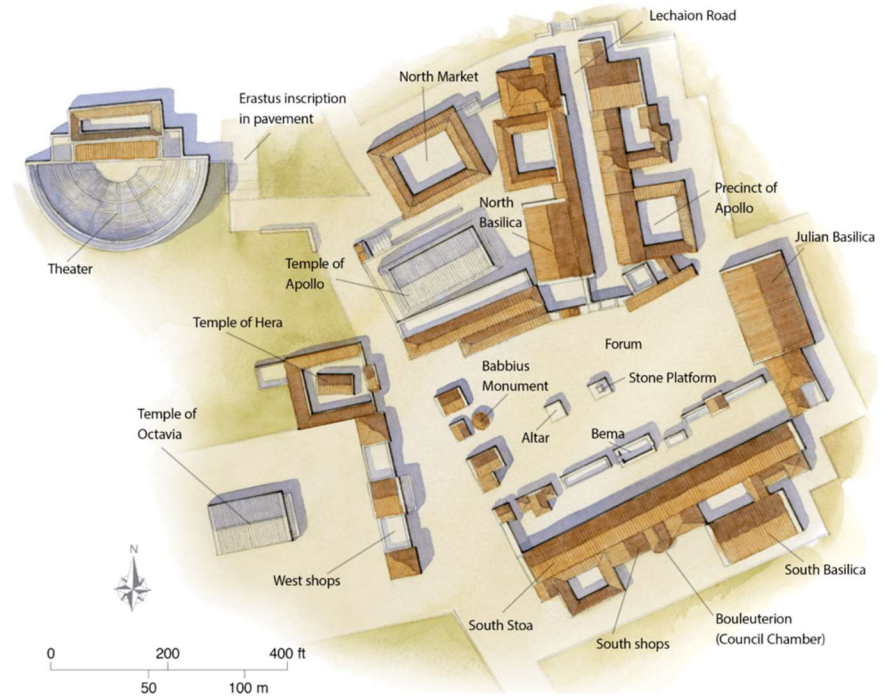 Lechaion Road
North Market
Erastus inscription
in pavement
North
Basilica
Precinct of
Apollo
Julian Basilica
Theater
Temple of
Apollo
Temple of Hera
Forum
Babbius
Monument
Stone Platform
Temple of
Octavia
Altar
Bema
N
West shops
South Basilica
South Stoa
South shops
Bouleuterion
(Council Chamber)
0 200 400 ft
50 100 m